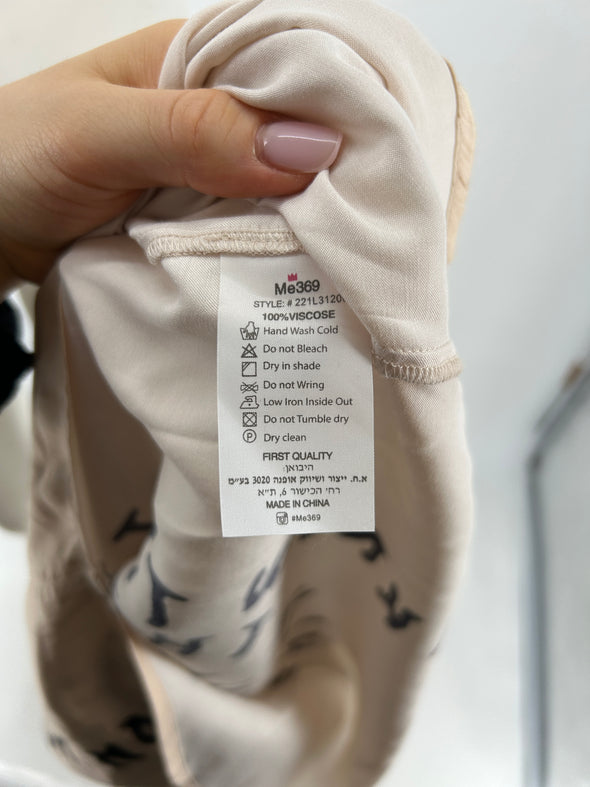 Me369
STYLE: # 221L3120
100%VISCOSE
Hand Wash Cold
Do not Bleach
Dry in shade
Do not Wring
Low Iron Inside Out
Do not Tumble dry
P Dry clean
FIRST QUALITY
היבואן:
א.ח. ייצור ושיווק אופנה 3020 בע״מ
רח׳ הכישור 6, ת״א
MADE IN CHINA
#Me369